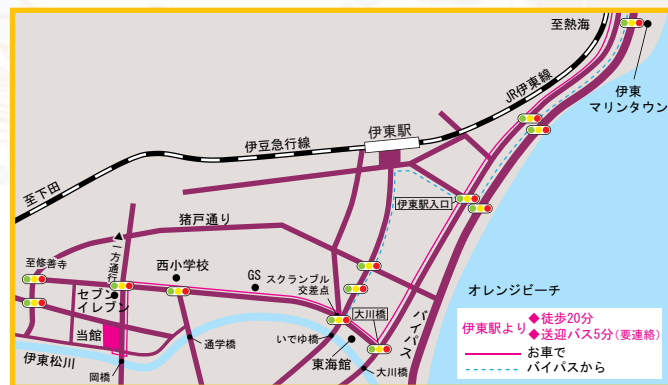 至熱海
伊東
マリンタウン
JR伊東線
伊東駅
伊豆急行線
至下田
伊東駅入口
猪戸通り
一方通行
至修善寺
西小学校
GS
スクランブル
交差点
セブン
イレブン
大川橋
バイパス
オレンジビーチ
当館
伊東松川
岡橋
通学橋
いでゆ橋
東海館
大川橋
伊東駅より
◆徒歩20分
◆送迎バス5分(要連絡)
お車で
バイパスから